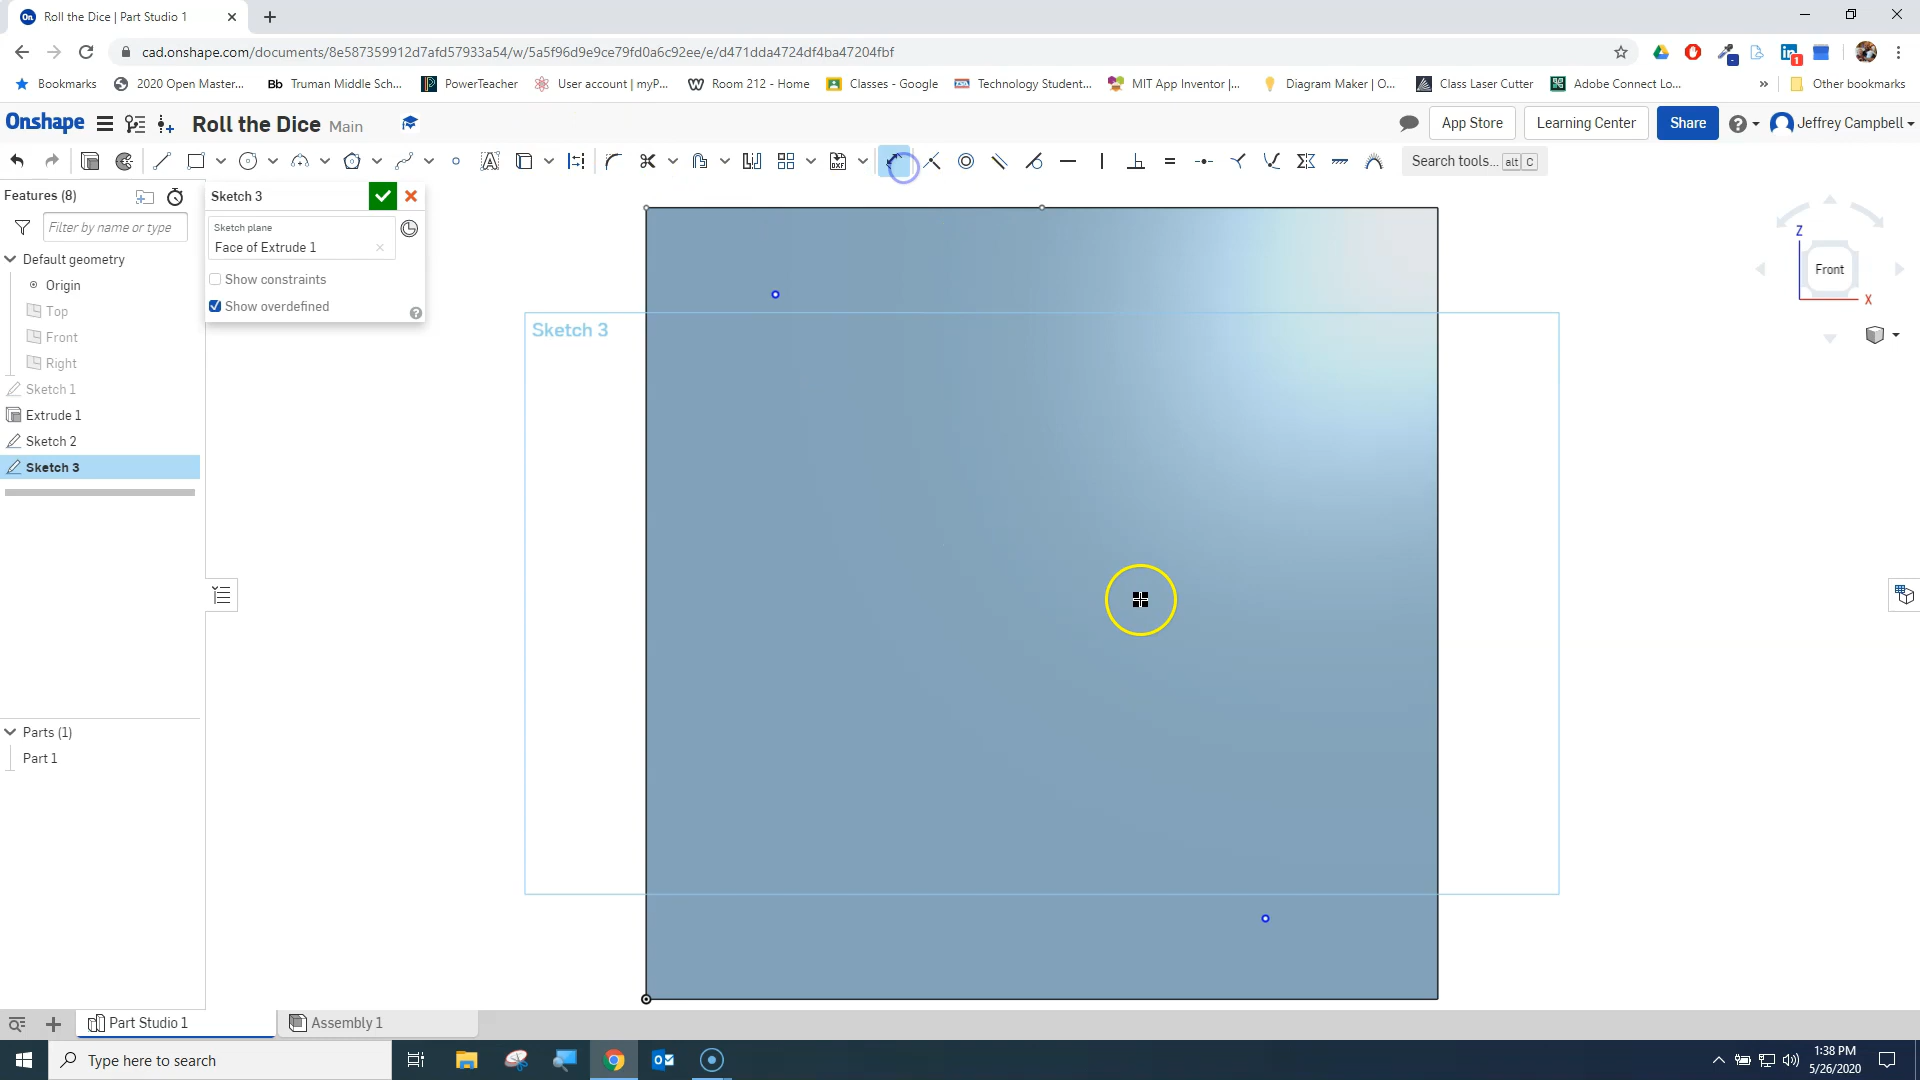 Roll the Dice | Part Studio 1
cad.onshape.com/documents/8e587359912d7afd57933a54/w/5a5f96d9e9ce79fd0a6c92ee/e/d471dda4724df4ba47204fbf
1
Bookmarks
2020 Open Master...
Bb Truman Middle Sch...
PowerTeacher
User account | myP...
Room 212 - Home
Classes - Google
Technology Student...
MIT App Inventor |...
Diagram Maker | O...
Class Laser Cutter
Adobe Connect Lo...
»
Other bookmarks
Onshape
Roll the Dice Main
App Store
Learning Center
Share
Jeffrey Campbell
Search tools... alt C
Features (8)
Filter by name or type
Default geometry
Origin
Top
Front
Right
Sketch 1
Extrude 1
Sketch 2
Sketch 3
Sketch 3
Sketch plane
Face of Extrude 1
Show constraints
Show overdefined
Sketch 3
Z
Front
X
Parts (1)
Part 1
Part Studio 1
Assembly 1
Type here to search
1:38 PM
5/26/2020